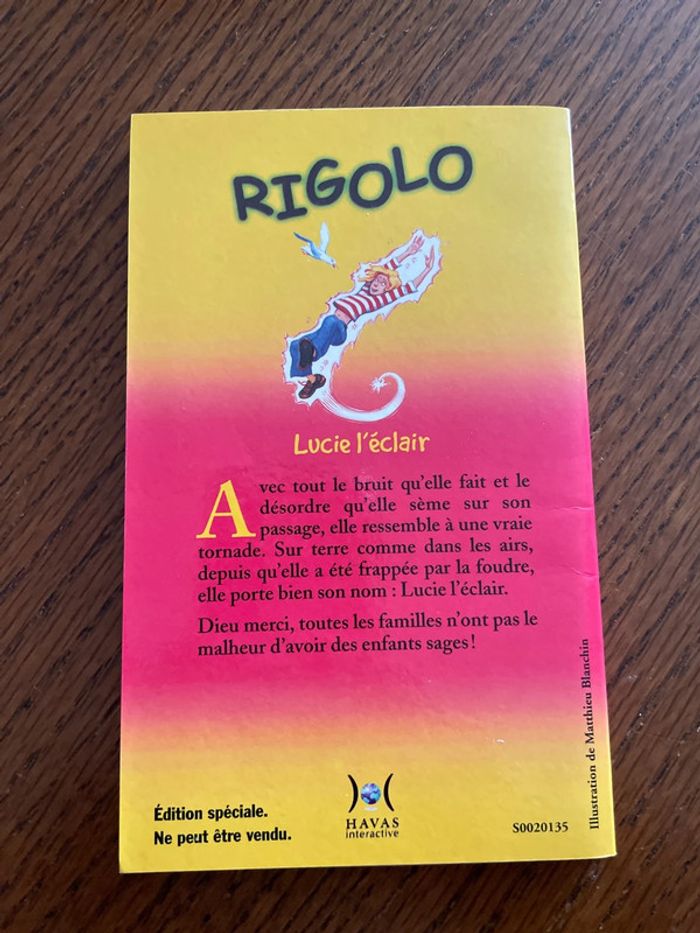 RIGOLO
Lucie l'éclair
Avec tout le bruit qu'elle fait et le
désordre qu'elle sème sur son
passage, elle ressemble à une vraie
tornade. Sur terre comme dans les airs,
depuis qu'elle a été frappée par la foudre,
elle porte bien son nom : Lucie l'éclair.
Dieu merci, toutes les familles n'ont pas le
malheur d'avoir des enfants sages !
Illustration de Matthieu Blanchin
Édition spéciale.
Ne peut être vendu.
HAVAS
interactive
S0020135